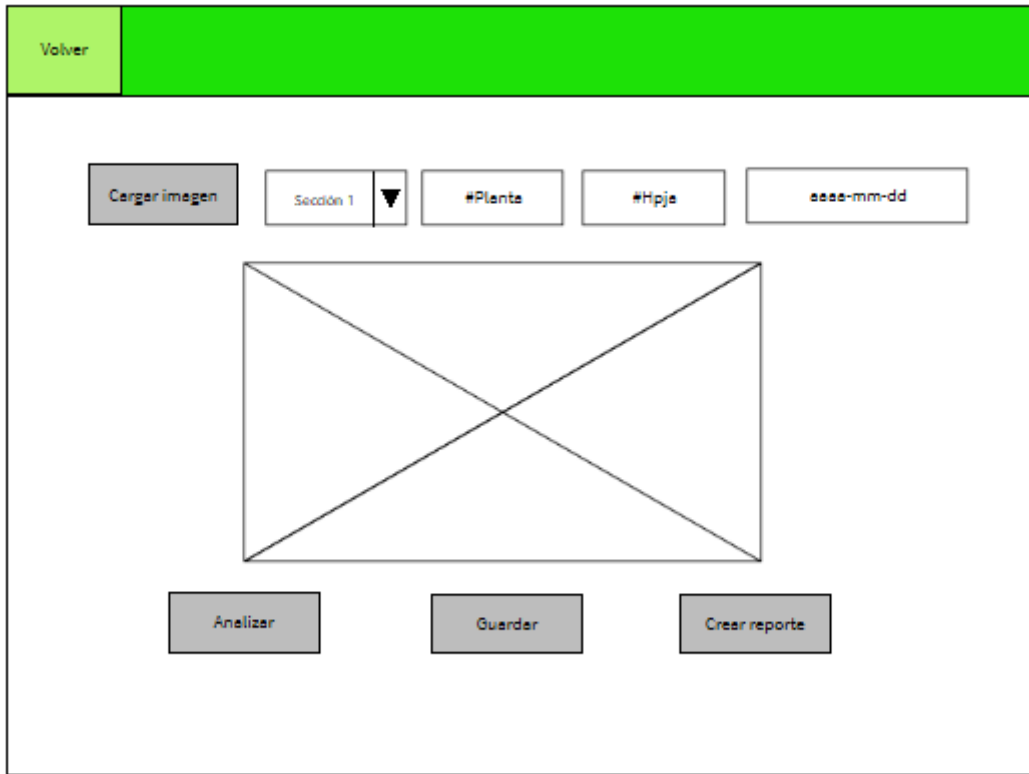 Volver
Cargar imagen
Sección 1
#Planta
#Hpja
aaaa-mm-dd
Analizar
Guardar
Crear reporte